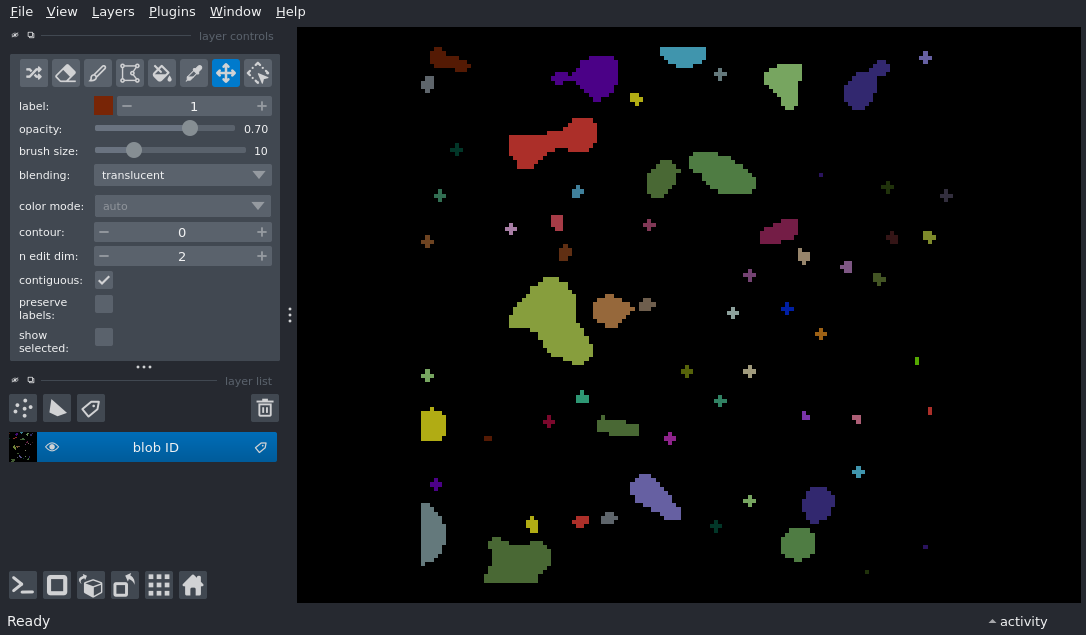 File View Layers Plugins Window Help
layer controls
label: 1
opacity: 0.70
brush size: 10
blending: translucent
color mode: auto
contour: 0
n edit dim: 2
contiguous:
preserve
labels:
show
selected:
layer list
blob ID
Ready
activity